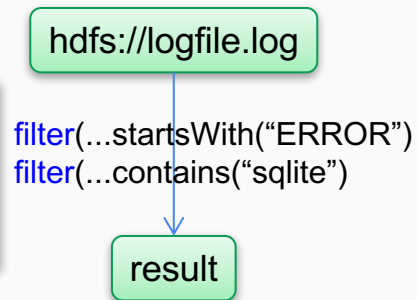 hdfs://logfile.log
filter(...startsWith(“ERROR”)
filter(...contains(“sqlite”)
result